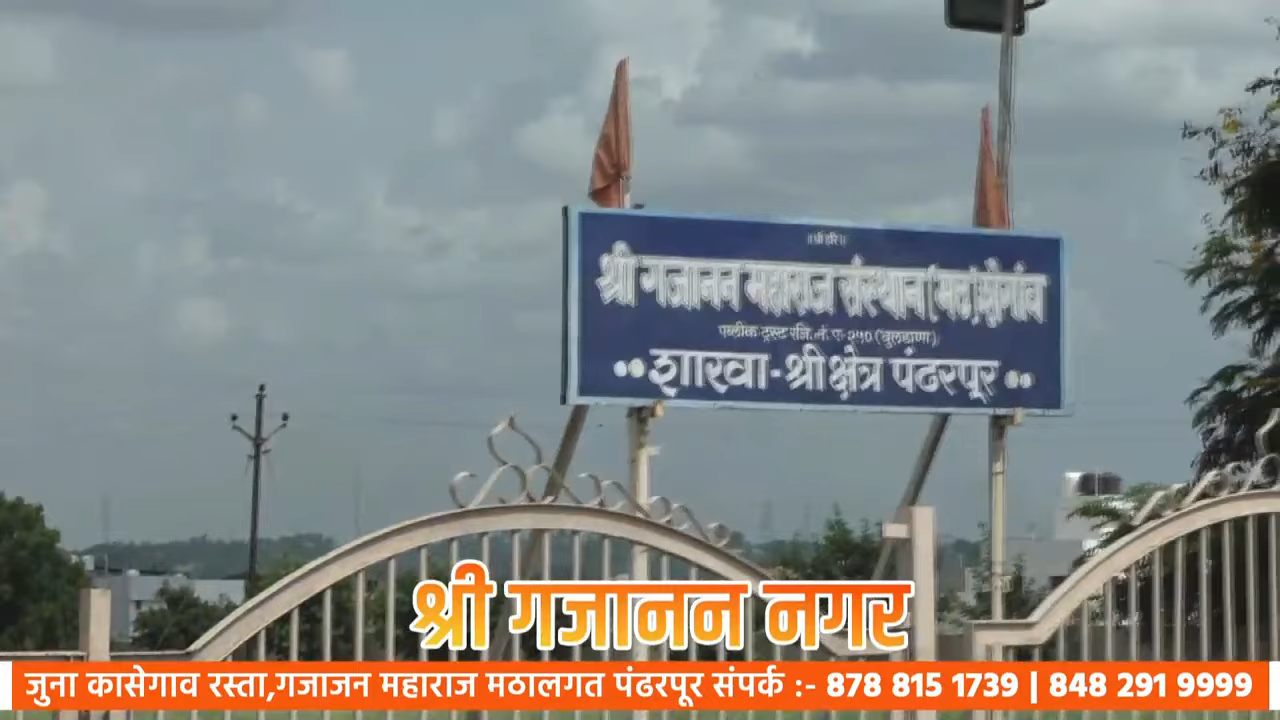 ॥ श्री हरि ॥
श्री गजानन महाराज संस्थान (मठ) शेगांव
पब्लीक ट्रस्ट रजि. नं. ए-२५० (बुलडाणा)
शाखा-श्री क्षेत्र पंढरपूर
श्री गजानन नगर
जुना कासेगाव रस्ता,गजाजन महाराज मठालगत पंढरपूर संपर्क :- 878 815 1739 | 848 291 9999